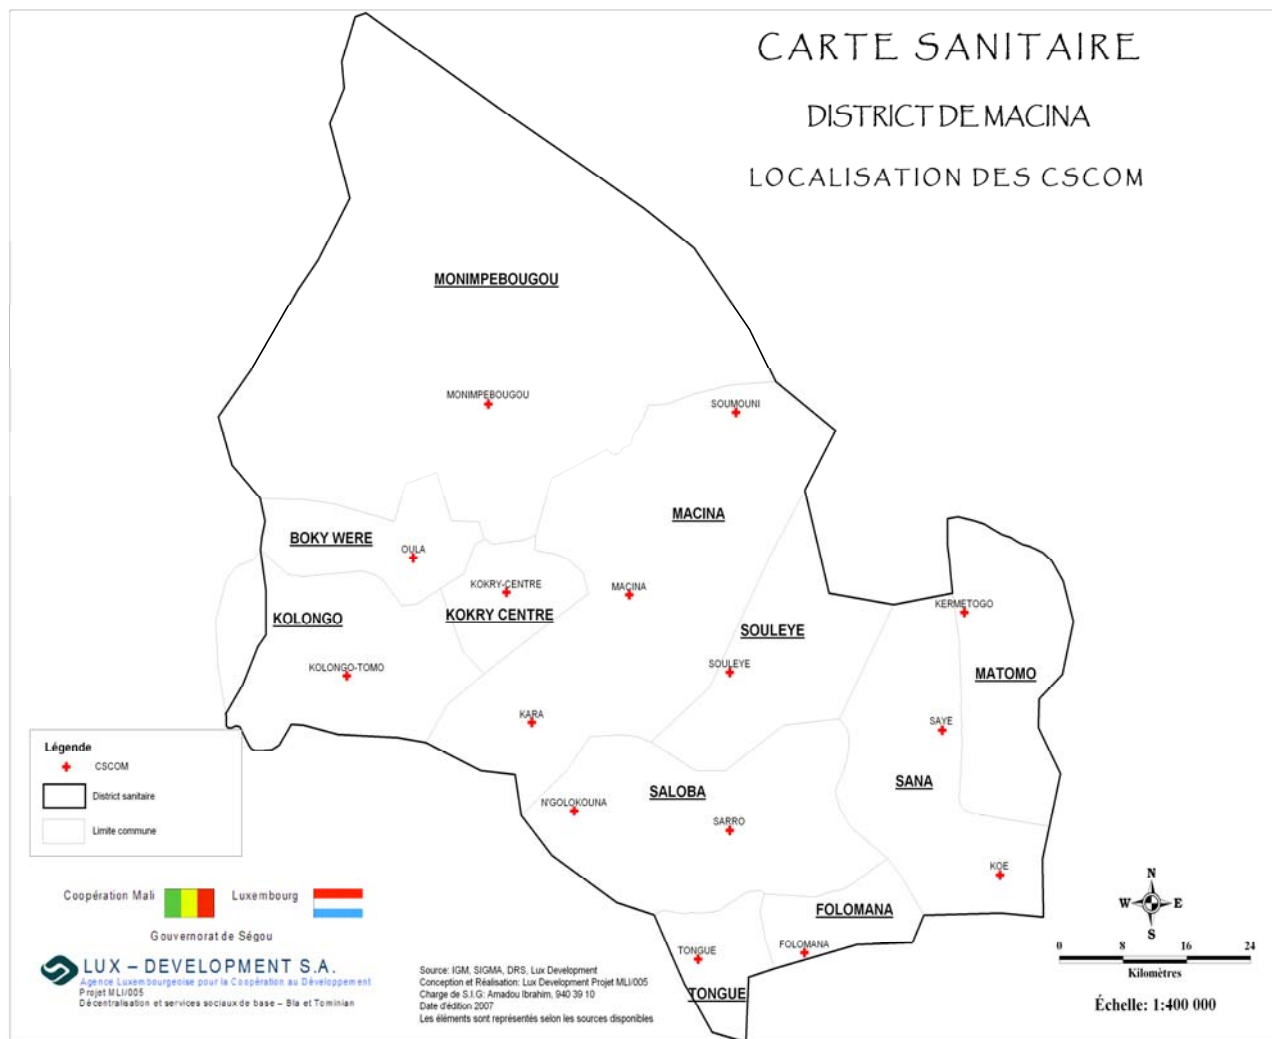 CARTE SANITAIRE
DISTRICT DE MACINA
LOCALISATION DES CSCOM
MONIMPEBOUGOU
MONIMPEBOUGOU
SOUMOUNI
MACINA
BOKY WERE
OULA
KOKRY-CENTRE
MACINA
KOKRY CENTRE
KERMETOGO
KOLONGO
SOULEYE
KOLONGO-TOMO
SOULEYE
MATOMO
KARA
SAYE
SANA
SALOBA
N'GOLOKOUNA
SARRO
KOE
FOLOMANA
TONGUE
FOLOMANA
TONGUE
Légende
CSCOM
District sanitaire
Limite commune
Coopération Mali
Luxembourg
Gouvernorat de Ségou
LUX – DEVELOPMENT S.A.
Agence Luxembourgeoise pour la Coopération au Développement
Projet MLI/005
Décentralisation et services sociaux de base – Bla et Tominian
Source: IGM, SIGMA, DRS, Lux Development
Conception et Réalisation: Lux Development Projet MLI/005
Charge de S.I.G: Amadou Ibrahim, 940 39 10
Date d'édition 2007
Les éléments sont représentés selon les sources disponibles
N
W E
S
0 8 16 24
Kilomètres
Échelle: 1:400 000